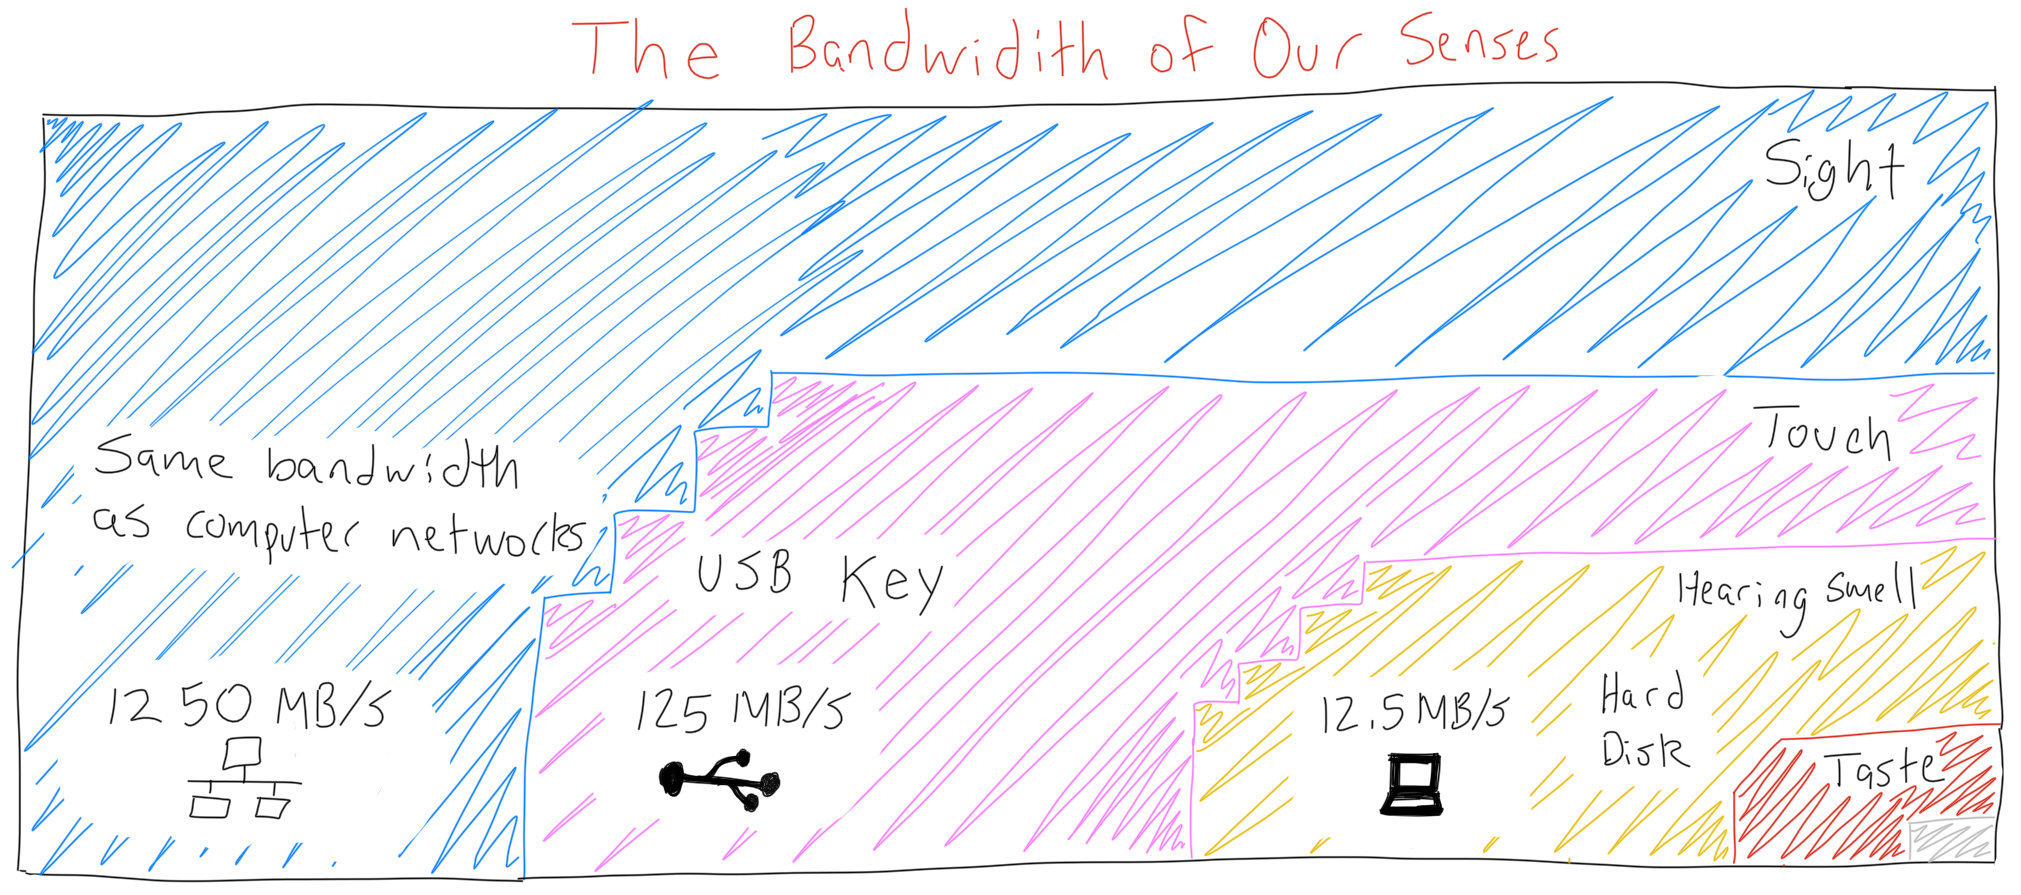 The Bandwidith of Our Senses
Sight
Same bandwidth
as computer networks
1250 MB/s
Touch
USB Key
125 MB/s
Hearing Smell
12.5 MB/s
Hard
Disk
Taste